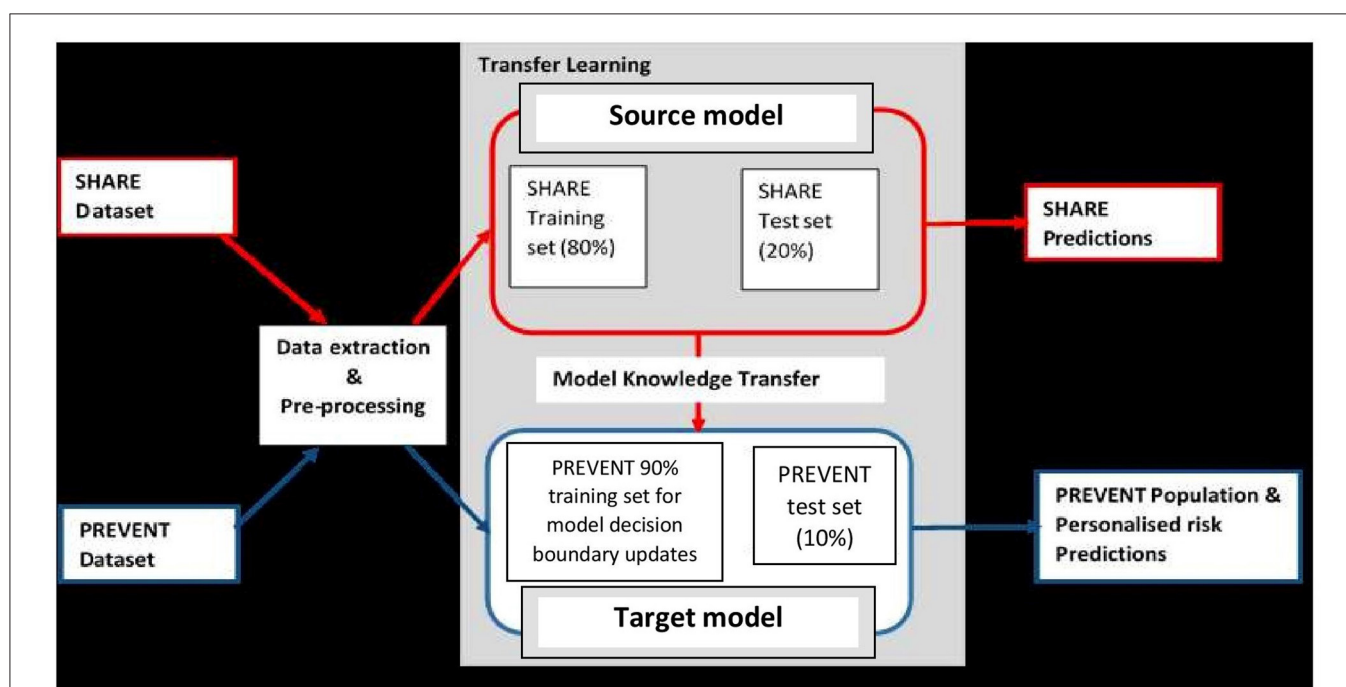 Transfer Learning
Source model
SHARE
Dataset
SHARE
Training
set (80%)
SHARE
Test set
(20%)
SHARE
Predictions
Data extraction
&
Pre-processing
Model Knowledge Transfer
PREVENT
Dataset
PREVENT 90%
training set for
model decision
boundary updates
PREVENT
test set
(10%)
PREVENT Population &
Personalised risk
Predictions
Target model